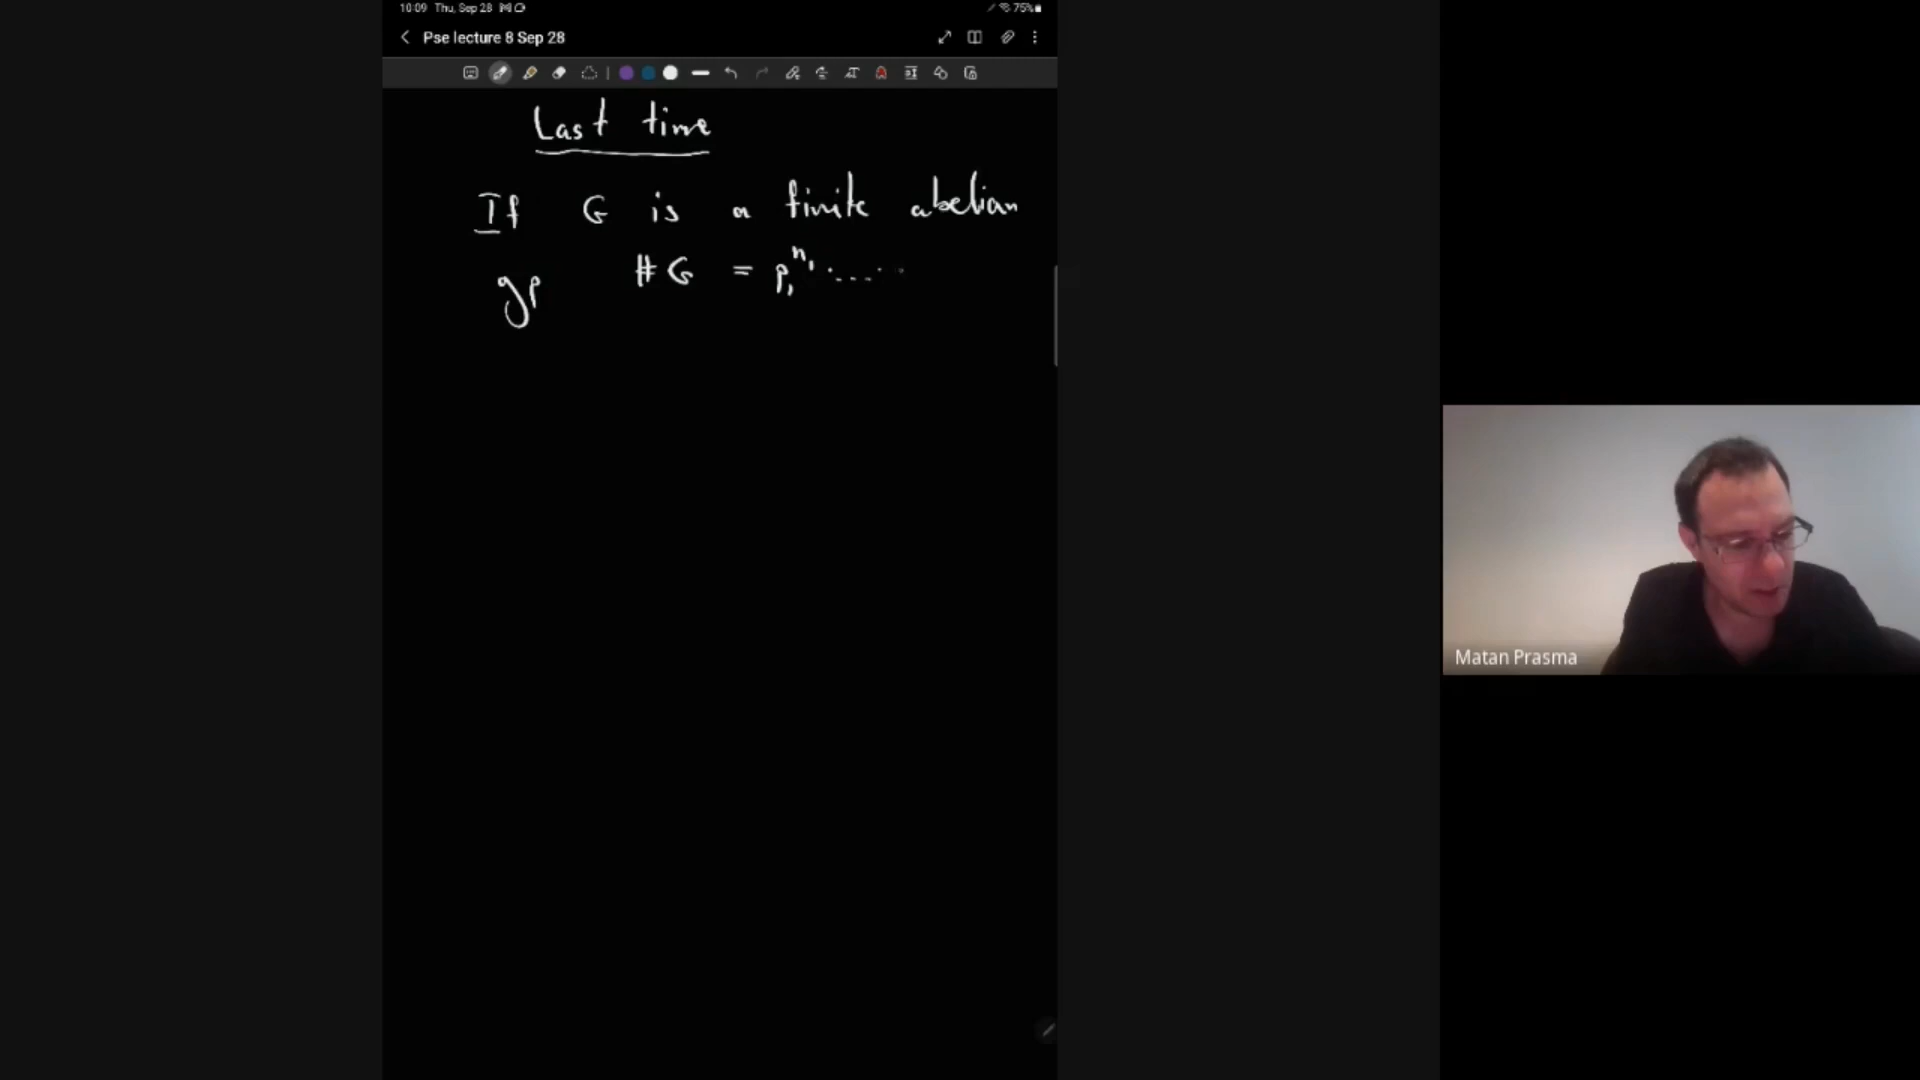 10:09 Thu, Sep 28
75%
Pse lecture 8 Sep 28
Last time
If G is a finite abelian
gp #G = p₁^n₁ · ... ·
Matan Prasma